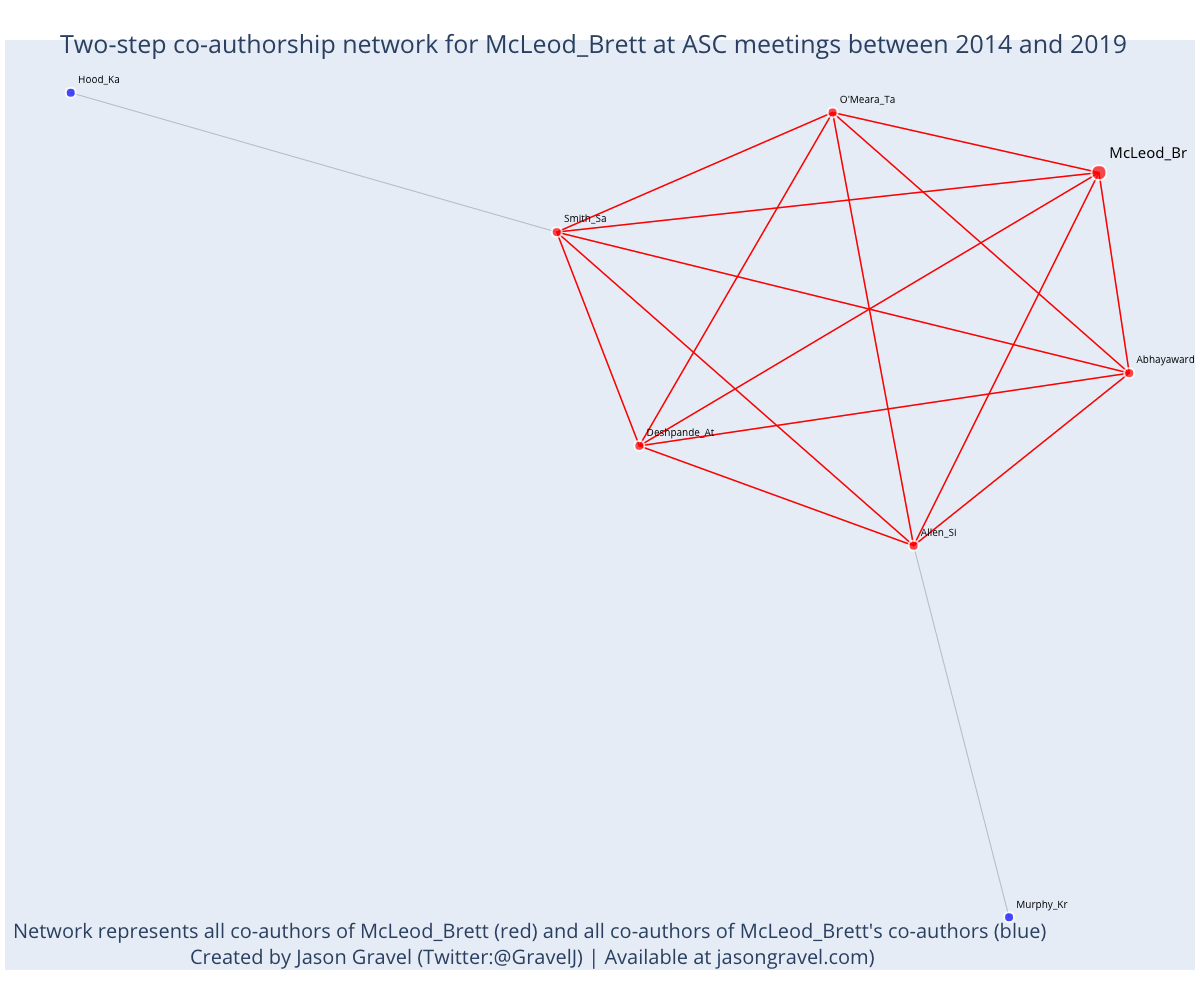 Two-step co-authorship network for McLeod_Brett at ASC meetings between 2014 and 2019
Hood_Ka
O'Meara_Ta
McLeod_Br
Smith_Sa
Abhayaward
Deshpande_At
Allen_Si
Murphy_Kr
Network represents all co-authors of McLeod_Brett (red) and all co-authors of McLeod_Brett's co-authors (blue)
Created by Jason Gravel (Twitter:@GravelJ) | Available at jasongravel.com)